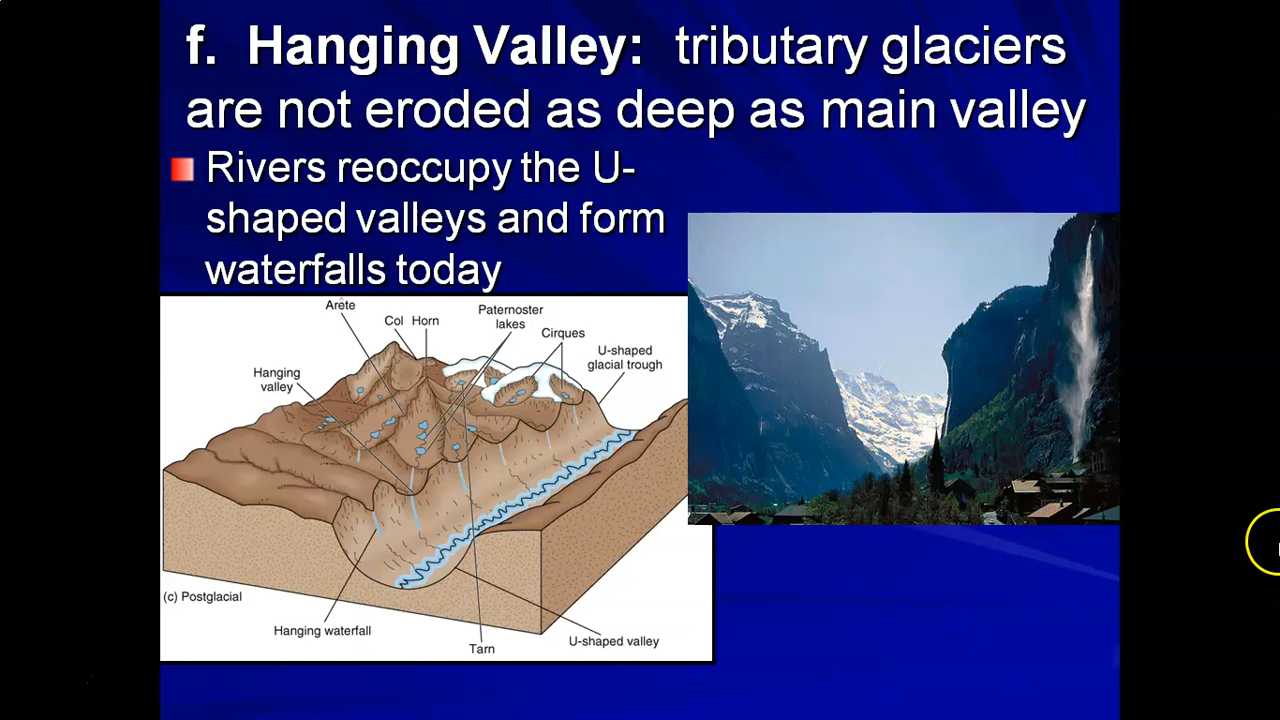 f. Hanging Valley: tributary glaciers
are not eroded as deep as main valley
Rivers reoccupy the U-
shaped valleys and form
waterfalls today
Arete
Col Horn
Paternoster
lakes
Cirques
U-shaped
glacial trough
Hanging
valley
(c) Postglacial
Hanging waterfall
Tarn
U-shaped valley